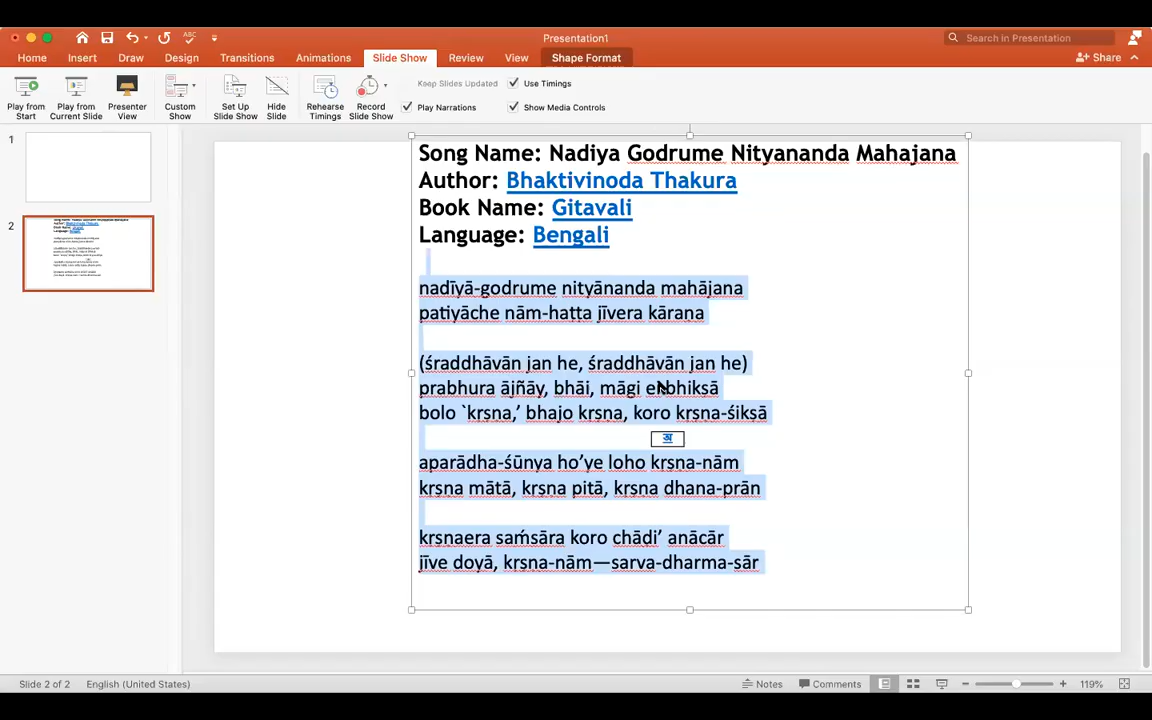 Presentation1
Search in Presentation
Home Insert Draw Design Transitions Animations Slide Show Review View Shape Format Share
Play from Start
Play from Current Slide
Presenter View
Custom Show
Set Up Slide Show
Hide Slide
Rehearse Timings
Record Slide Show
Keep Slides Updated
Use Timings
Play Narrations
Show Media Controls
1
2
Song Name: Nadiya Godrume Nityananda Mahajana
Author: Bhaktivinoda Thakura
Book Name: Gitavali
Language: Bengali
nadīyā-godrume nityānanda mahājana
patiyāche nām-haṭṭa jīvera kāraṇa
(śraddhāvān jan he, śraddhāvān jan he)
prabhura ājñāy, bhāi, māgi ei bhikṣā
bolo `kṛṣṇa,’ bhajo kṛṣṇa, koro kṛṣṇa-śikṣā
अ
aparādha-śūnya ho’ye loho kṛṣṇa-nām
kṛṣṇa mātā, kṛṣṇa pitā, kṛṣṇa dhana-prān
kṛṣṇaera saṁsāra koro chāḍi’ anācār
jīve doyā, kṛṣṇa-nām—sarva-dharma-sār
Slide 2 of 2 English (United States) Notes Comments 119%